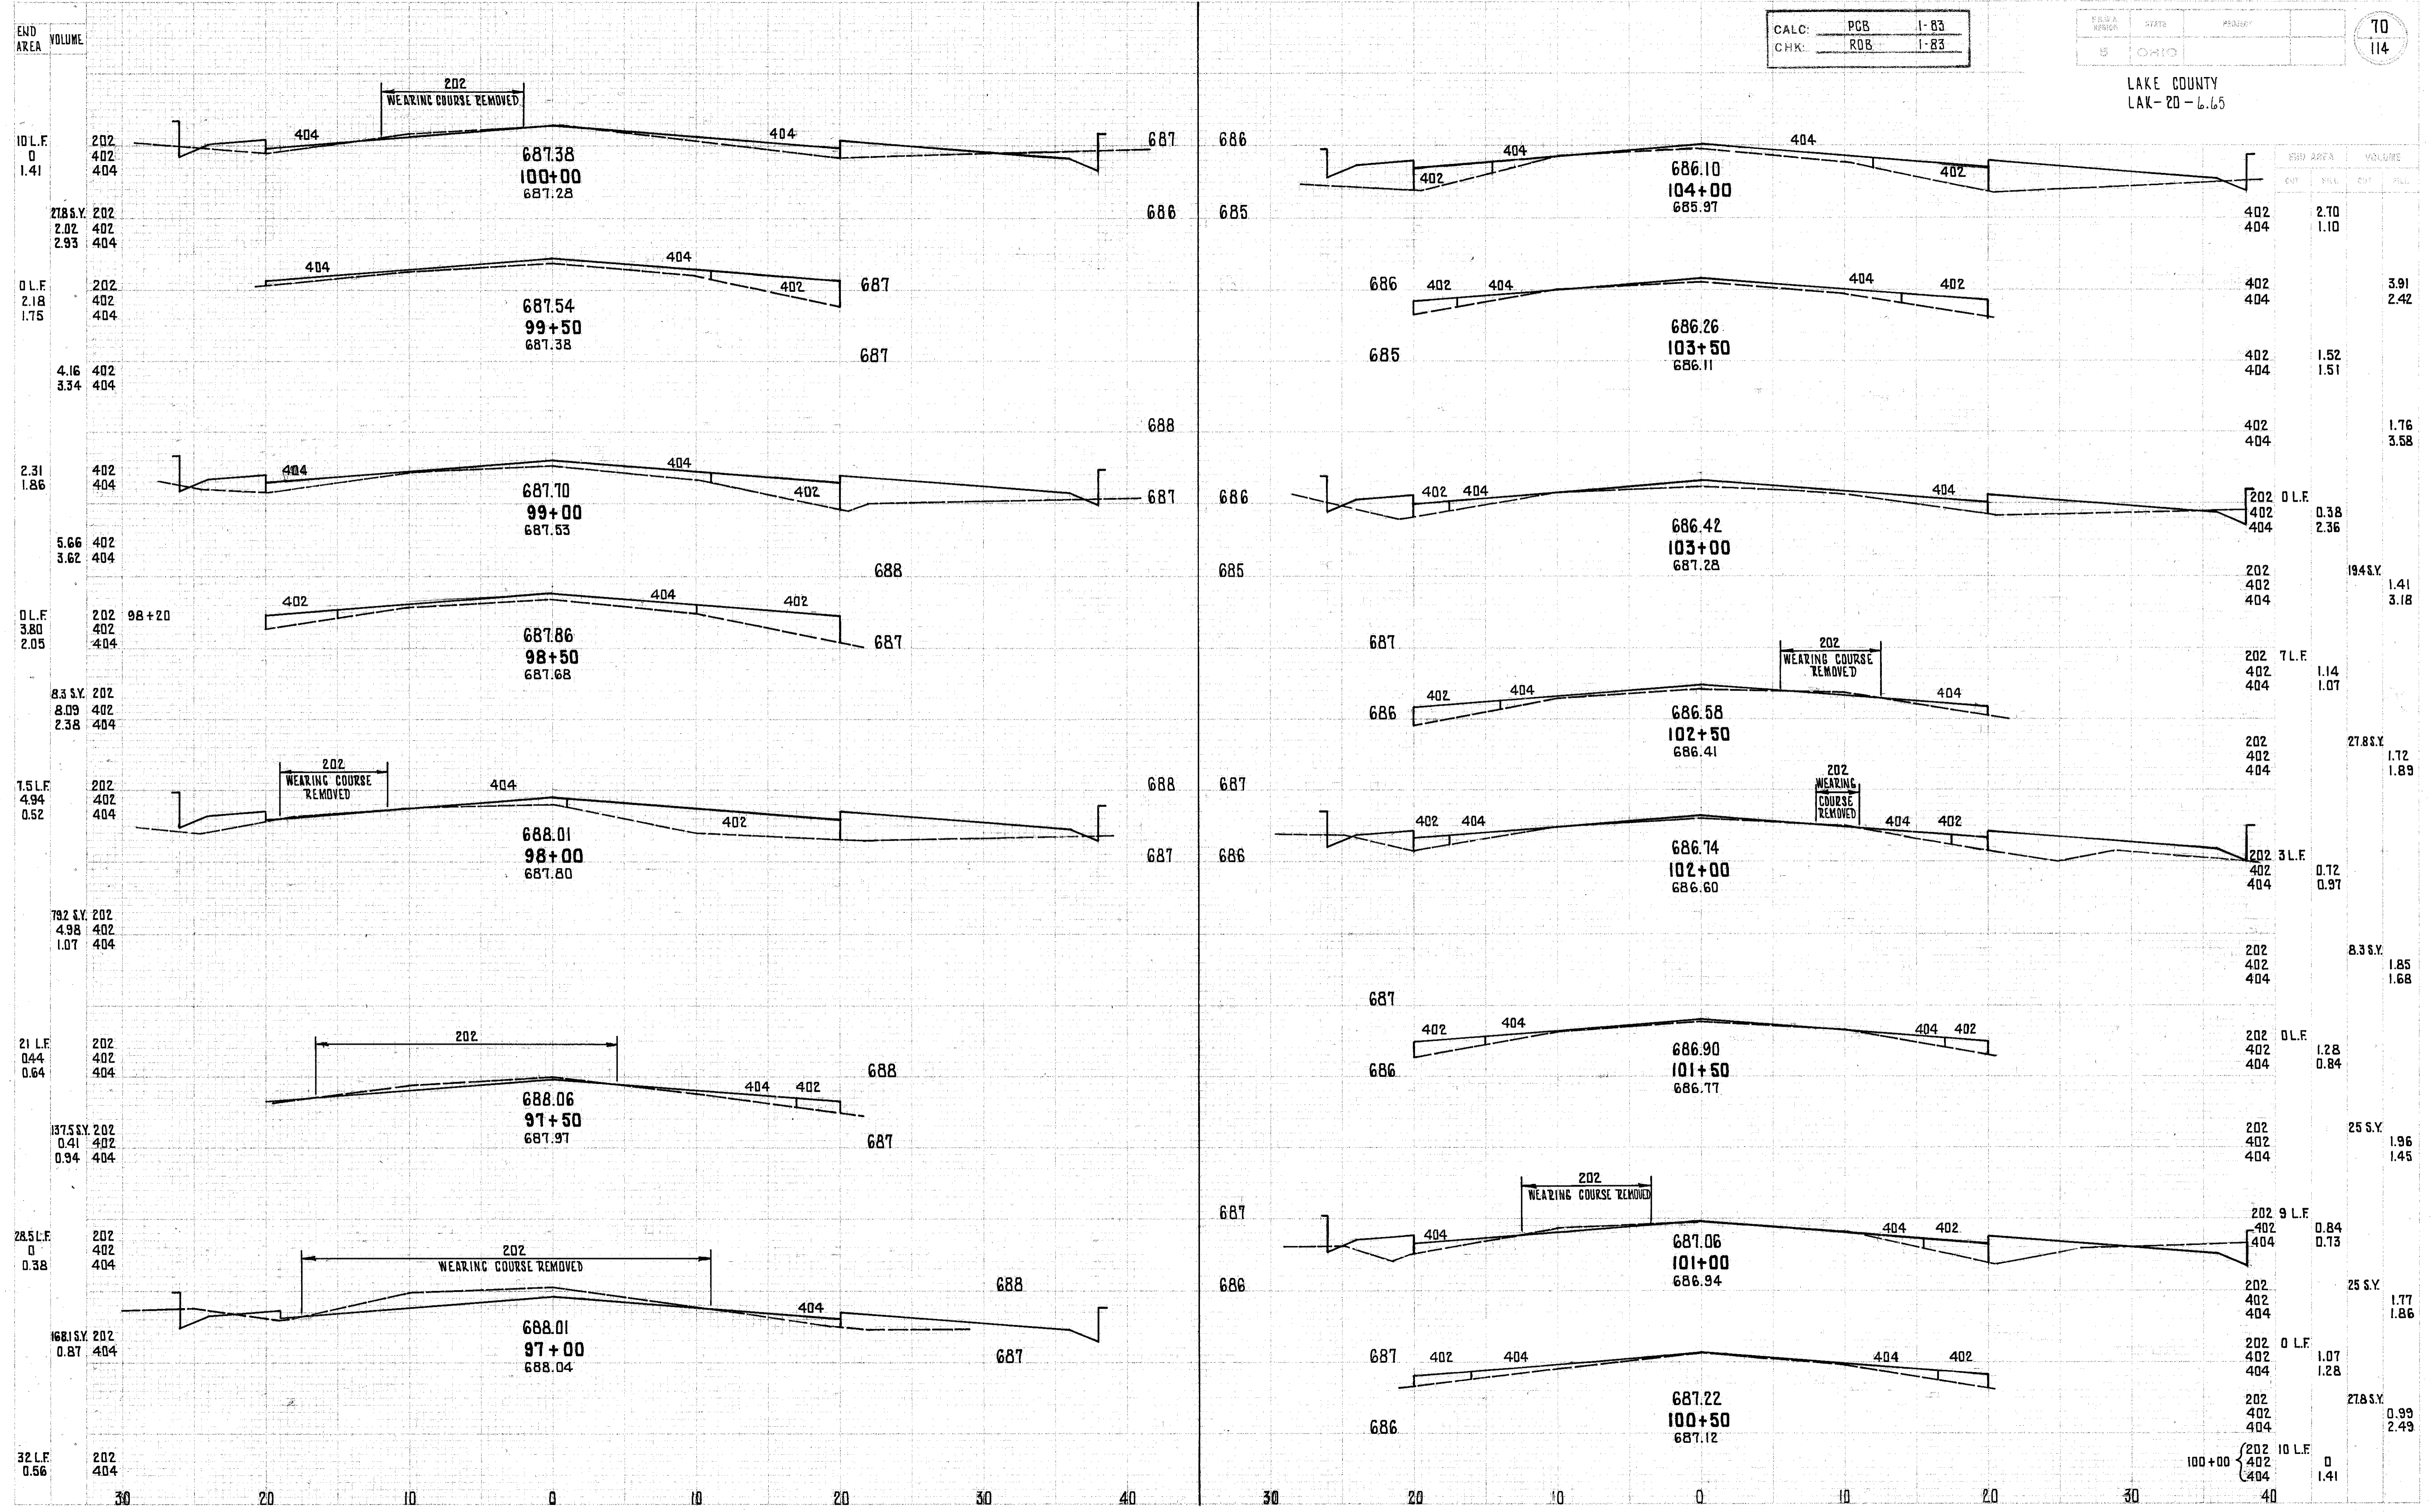 END AREA VOLUME
CALC: PCB 1-83
CHK: ROB 1-83
F.H.W.A. REGION STATE PROJECT
5 OHIO
70
114
LAKE COUNTY
LAK-20-6.65
END AREA VOLUME
CUT FILL CUT FILL
202
WEARING COURSE REMOVED
10 L.F. 202
0 402
1.41 404
404 404
687.38
100+00
687.28
687
686
27.8 S.Y. 202
2.02 402
2.93 404
0 L.F. 202
2.18 402
1.75 404
404 404 402
687.54
99+50
687.38
687
687
4.16 402
3.34 404
688
2.31 402
1.86 404
404 404 402
687.70
99+00
687.53
687
5.66 402
3.62 404
688
0 L.F. 202 98+20
3.80 402
2.05 404
402 404 402
687.86
98+50
687.68
687
8.3 S.Y. 202
8.09 402
2.38 404
202
WEARING COURSE
REMOVED
7.5 L.F. 202
4.94 402
0.52 404
404 402
688.01
98+00
687.80
688
687
79.2 S.Y. 202
4.98 402
1.07 404
202
21 L.F. 202
0.44 402
0.64 404
404 402
688.06
97+50
687.97
688
687
137.5 S.Y. 202
0.41 402
0.94 404
28.5 L.F. 202
0 402
0.38 404
202
WEARING COURSE REMOVED
404
688.01
97+00
688.04
688
687
168.1 S.Y. 202
0.87 404
32 L.F. 202
0.56 404
30 20 10 0 10 20 30 40
686
685
404 402 404 402
686.10
104+00
685.97
402 2.70
404 1.10
686
685
402 404 404 402
686.26
103+50
686.11
402 3.91
404 2.42
402 1.52
404 1.51
402 1.76
404 3.58
686
685
402 404 404
686.42
103+00
687.28
202 0 L.F.
402 0.38
404 2.36
202 19.4 S.Y.
402 1.41
404 3.18
687
686
202
WEARING COURSE
REMOVED
402 404 404
686.58
102+50
686.41
202 7 L.F.
402 1.14
404 1.07
202 27.8 S.Y.
402 1.72
404 1.89
687
686
202
WEARING
COURSE
REMOVED
402 404 404 402
686.74
102+00
686.60
202 3 L.F.
402 0.72
404 0.97
202 8.3 S.Y.
402 1.85
404 1.68
687
686
402 404 404 402
686.90
101+50
686.77
202 0 L.F.
402 1.28
404 0.84
202 25 S.Y.
402 1.96
404 1.45
202
WEARING COURSE REMOVED
687
686
404 404 402
687.06
101+00
686.94
202 9 L.F.
402 0.84
404 0.73
202 25 S.Y.
402 1.77
404 1.86
687
686
402 404 404 402
687.22
100+50
687.12
202 0 L.F.
402 1.07
404 1.28
202 27.8 S.Y.
402 0.99
404 2.49
100+00 202 10 L.F.
402 0
404 1.41
30 20 10 0 10 20 30 40